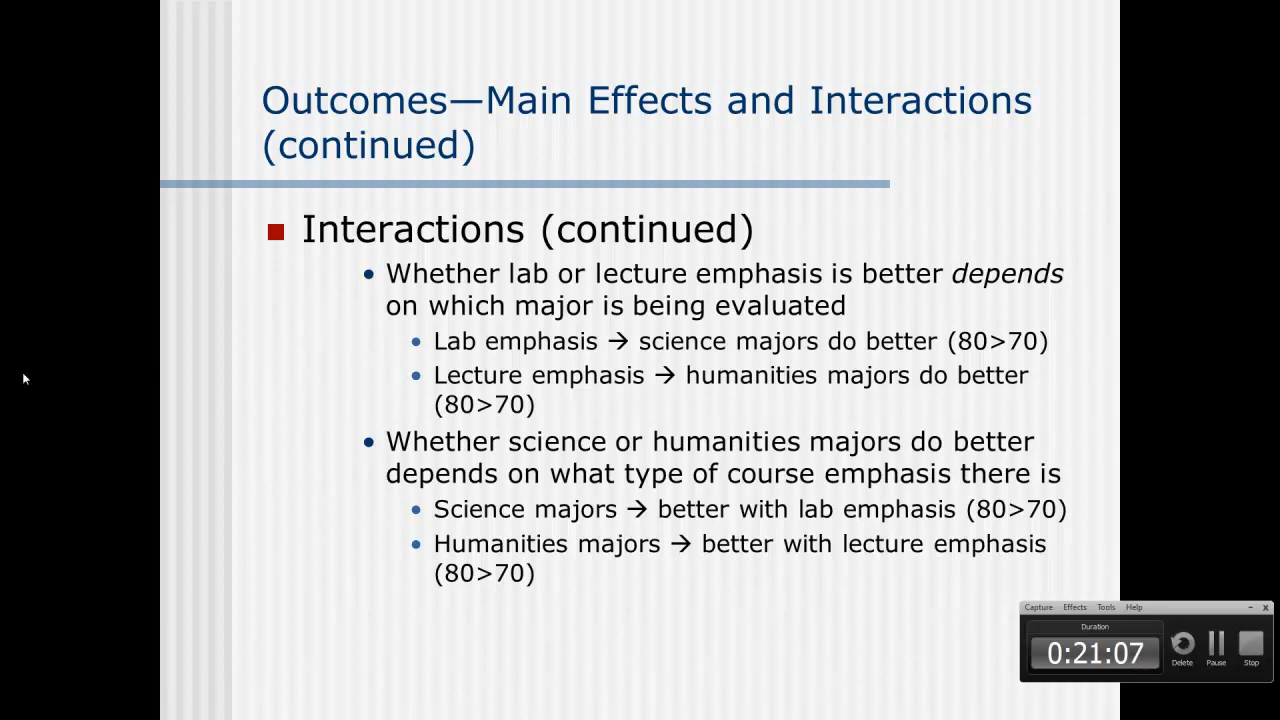 Outcomes—Main Effects and Interactions
(continued)
Interactions (continued)
Whether lab or lecture emphasis is better depends
on which major is being evaluated
Lab emphasis → science majors do better (80>70)
Lecture emphasis → humanities majors do better
(80>70)
Whether science or humanities majors do better
depends on what type of course emphasis there is
Science majors → better with lab emphasis (80>70)
Humanities majors → better with lecture emphasis
(80>70)
Capture Effects Tools Help
Duration
0:21:07
Delete Pause Stop